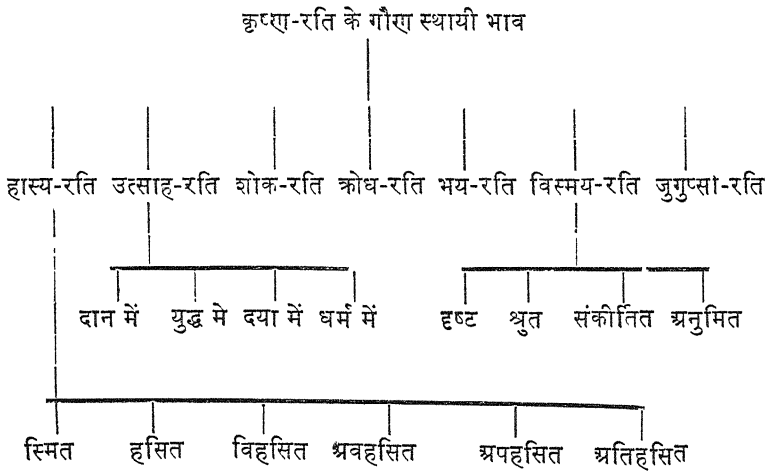 कृष्ण-रति के गौण स्थायी भाव
हास्य-रति उत्साह-रति शोक-रति क्रोध-रति भय-रति विस्मय-रति जुगुप्सा-रति
दान में युद्ध मे दया में धर्म में दृष्ट श्रुत संकीर्तित अनुमित
स्मित हसित विहसित अवहसित अपहसित अतिहसित